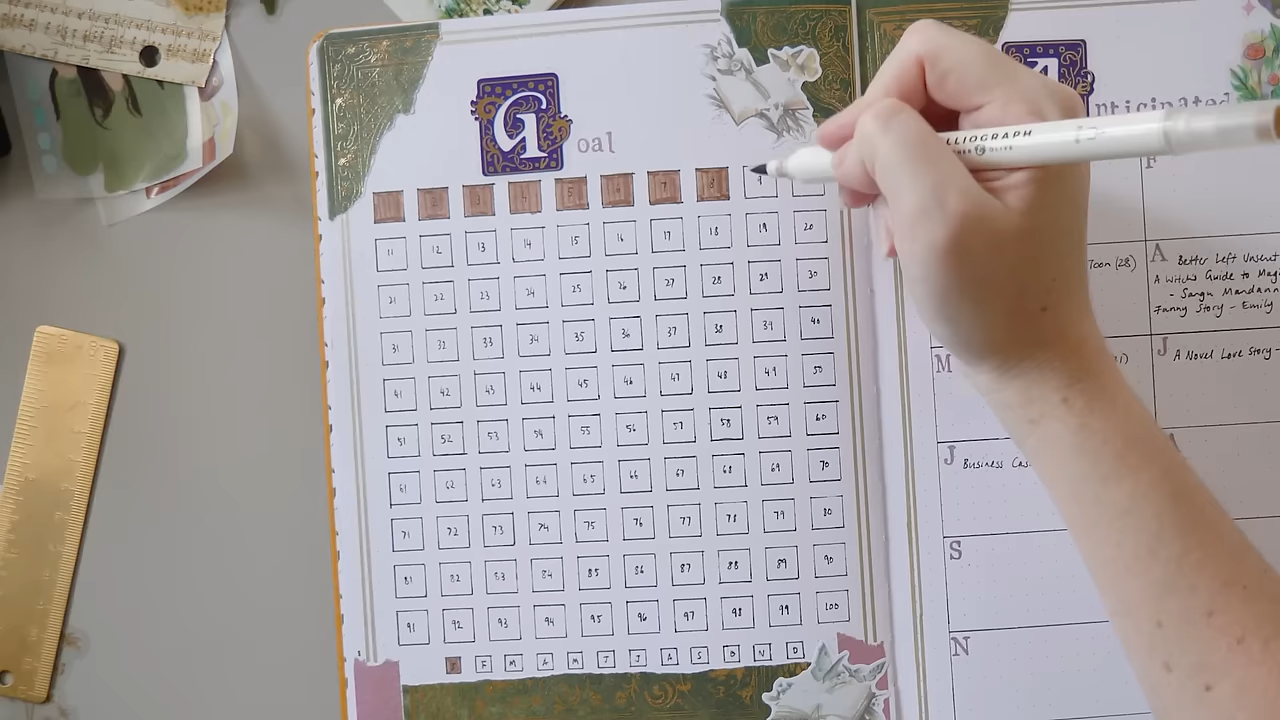 Goal
Anticipated
LLIOGRAPH
1 2 3 4 5 6 7 8 9
11 12 13 14 15 16 17 18 19 20
21 22 23 24 25 26 27 28 29 30
31 32 33 34 35 36 37 38 39 40
41 42 43 44 45 46 47 48 49 50
51 52 53 54 55 56 57 58 59 60
61 62 63 64 65 66 67 68 69 70
71 72 73 74 75 76 77 78 79 80
81 82 83 84 85 86 87 88 89 90
91 92 93 94 95 96 97 98 99 100
J F M A M J J A S O N D
F
Toon (28)
A Better Left Unsent
A Witch's Guide to Mag
- Sangu Mandann
Funny Story - Emily
M
J A Novel Love Story -
J Business Cas
S
N